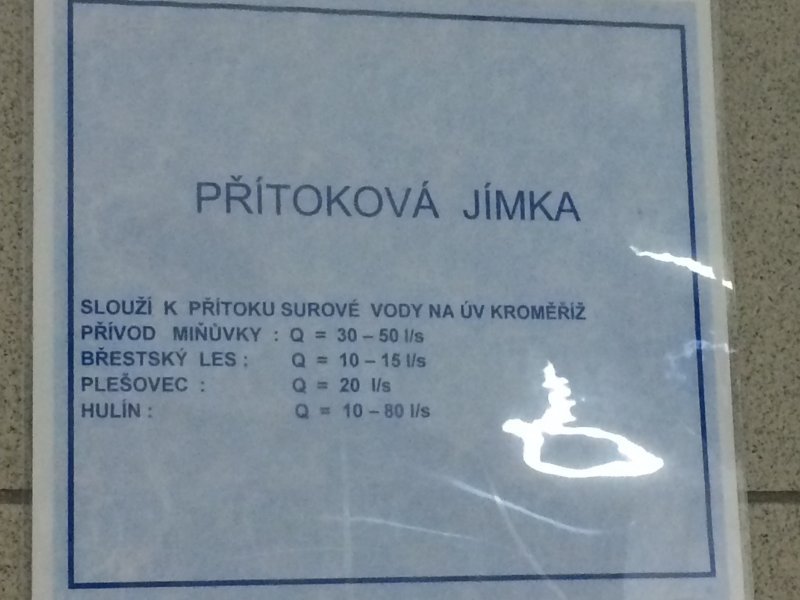 PŘÍTOKOVÁ JÍMKA
SLOUŽÍ K PŘÍTOKU SUROVÉ VODY NA ÚV KROMĚŘÍŽ
PŘÍVOD MIŇŮVKY : Q = 30 – 50 l/s
BŘESTSKÝ LES : Q = 10 – 15 l/s
PLEŠOVEC : Q = 20 l/s
HULÍN : Q = 10 – 80 l/s